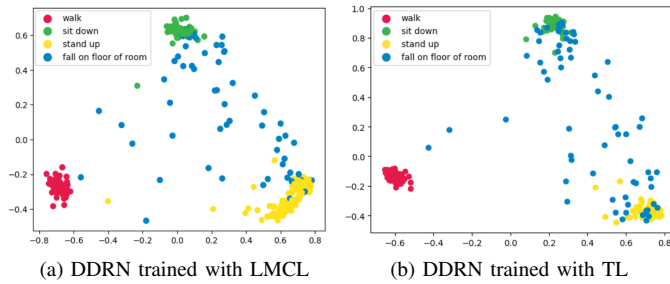 walk
sit down
stand up
fall on floor of room
0.6
0.4
0.2
0.0
−0.2
−0.4
−0.8 −0.6 −0.4 −0.2 0.0 0.2 0.4 0.6 0.8
(a) DDRN trained with LMCL
walk
sit down
stand up
fall on floor of room
1.0
0.8
0.6
0.4
0.2
0.0
−0.2
−0.4
−0.6 −0.4 −0.2 0.0 0.2 0.4 0.6 0.8
(b) DDRN trained with TL